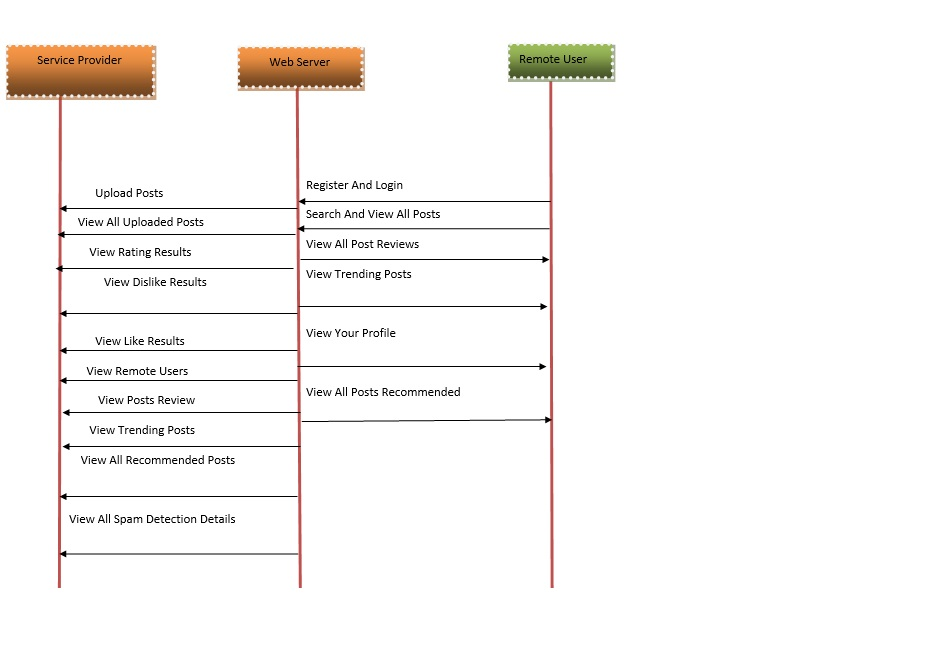 Service Provider
Web Server
Remote User
Register And Login
Upload Posts
Search And View All Posts
View All Uploaded Posts
View All Post Reviews
View Rating Results
View Trending Posts
View Dislike Results
View Your Profile
View Like Results
View Remote Users
View All Posts Recommended
View Posts Review
View Trending Posts
View All Recommended Posts
View All Spam Detection Details